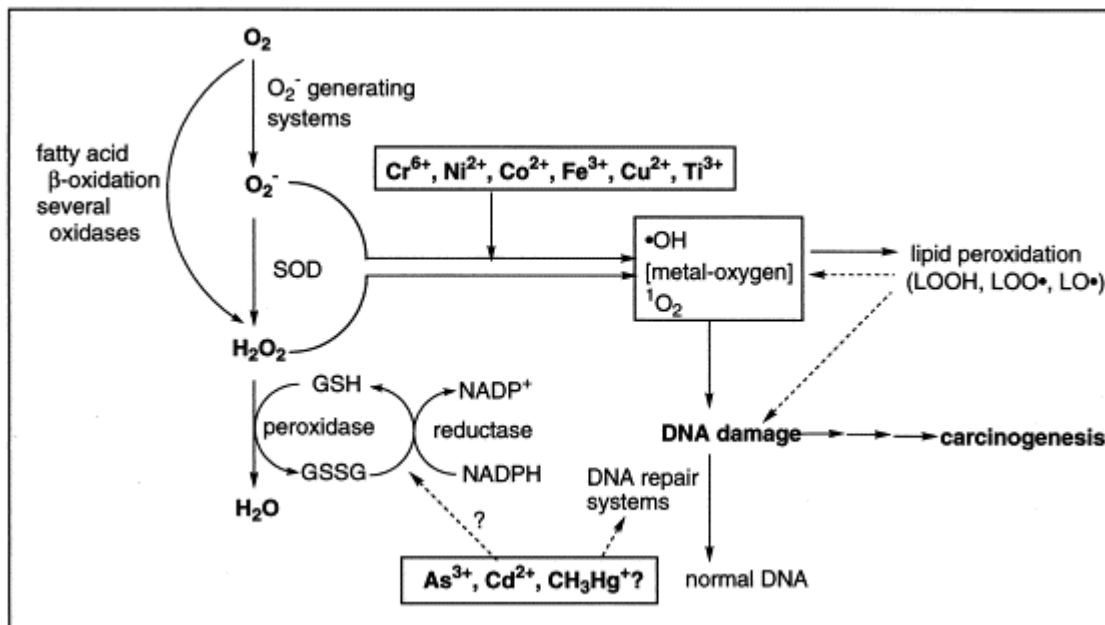 O₂
O₂⁻ generating
systems
fatty acid
β-oxidation
several
oxidases
Cr⁶⁺, Ni²⁺, Co²⁺, Fe³⁺, Cu²⁺, Ti³⁺
O₂⁻
SOD
•OH
[metal-oxygen]
¹O₂
lipid peroxidation
(LOOH, LOO•, LO•)
H₂O₂
GSH
NADP⁺
peroxidase
reductase
GSSG
NADPH
H₂O
DNA damage
carcinogenesis
DNA repair
systems
?
As³⁺, Cd²⁺, CH₃Hg⁺?
normal DNA